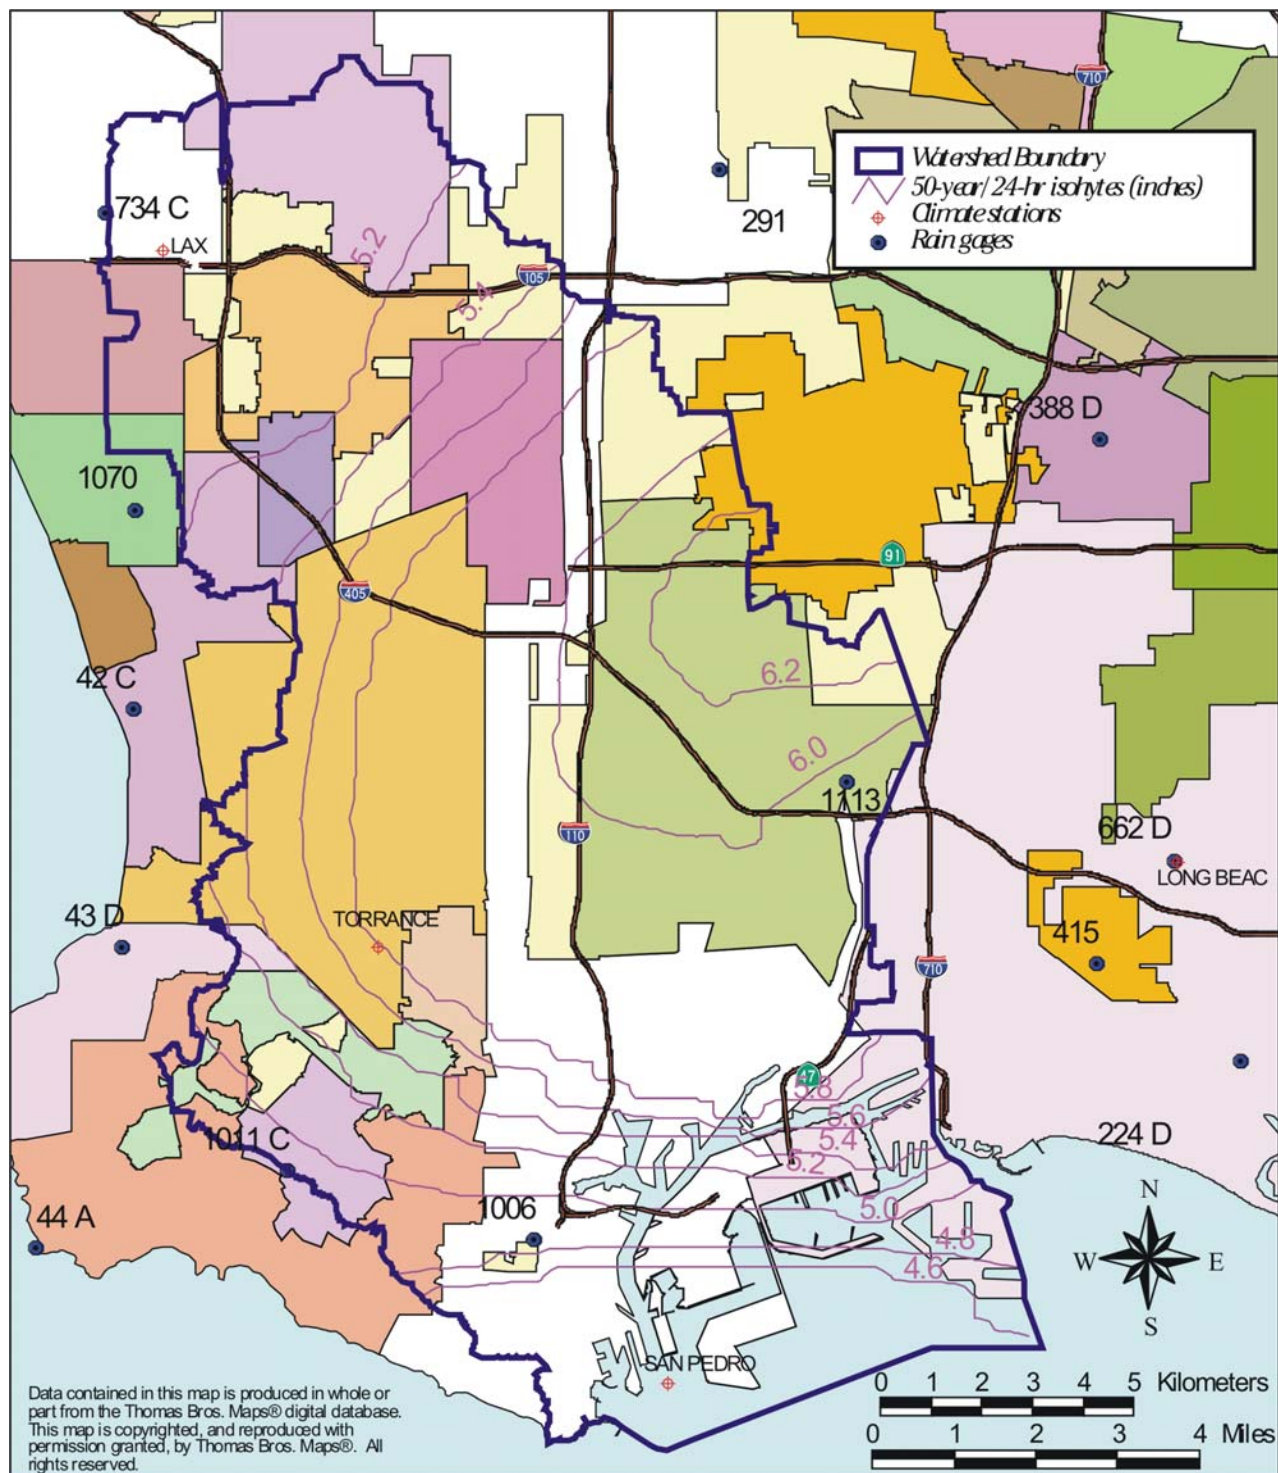 710
Watershed Boundary
50-year/24-hr isohytes (inches)
Climate stations
Rain gages
734 C
LAX
291
5.2
105
5.4
388 D
1070
91
405
42 C
6.2
6.0
1113
110
662 D
LONG BEAC
43 D
TORRANCE
415
710
47
5.8
5.6
5.4
5.2
1011 C
224 D
5.0
44 A
1006
4.8
4.6
N
W
E
S
SAN PEDRO
0 1 2 3 4 5 Kilometers
0 1 2 3 4 Miles
Data contained in this map is produced in whole or
part from the Thomas Bros. Maps® digital database.
This map is copyrighted, and reproduced with
permission granted, by Thomas Bros. Maps®. All
rights reserved.